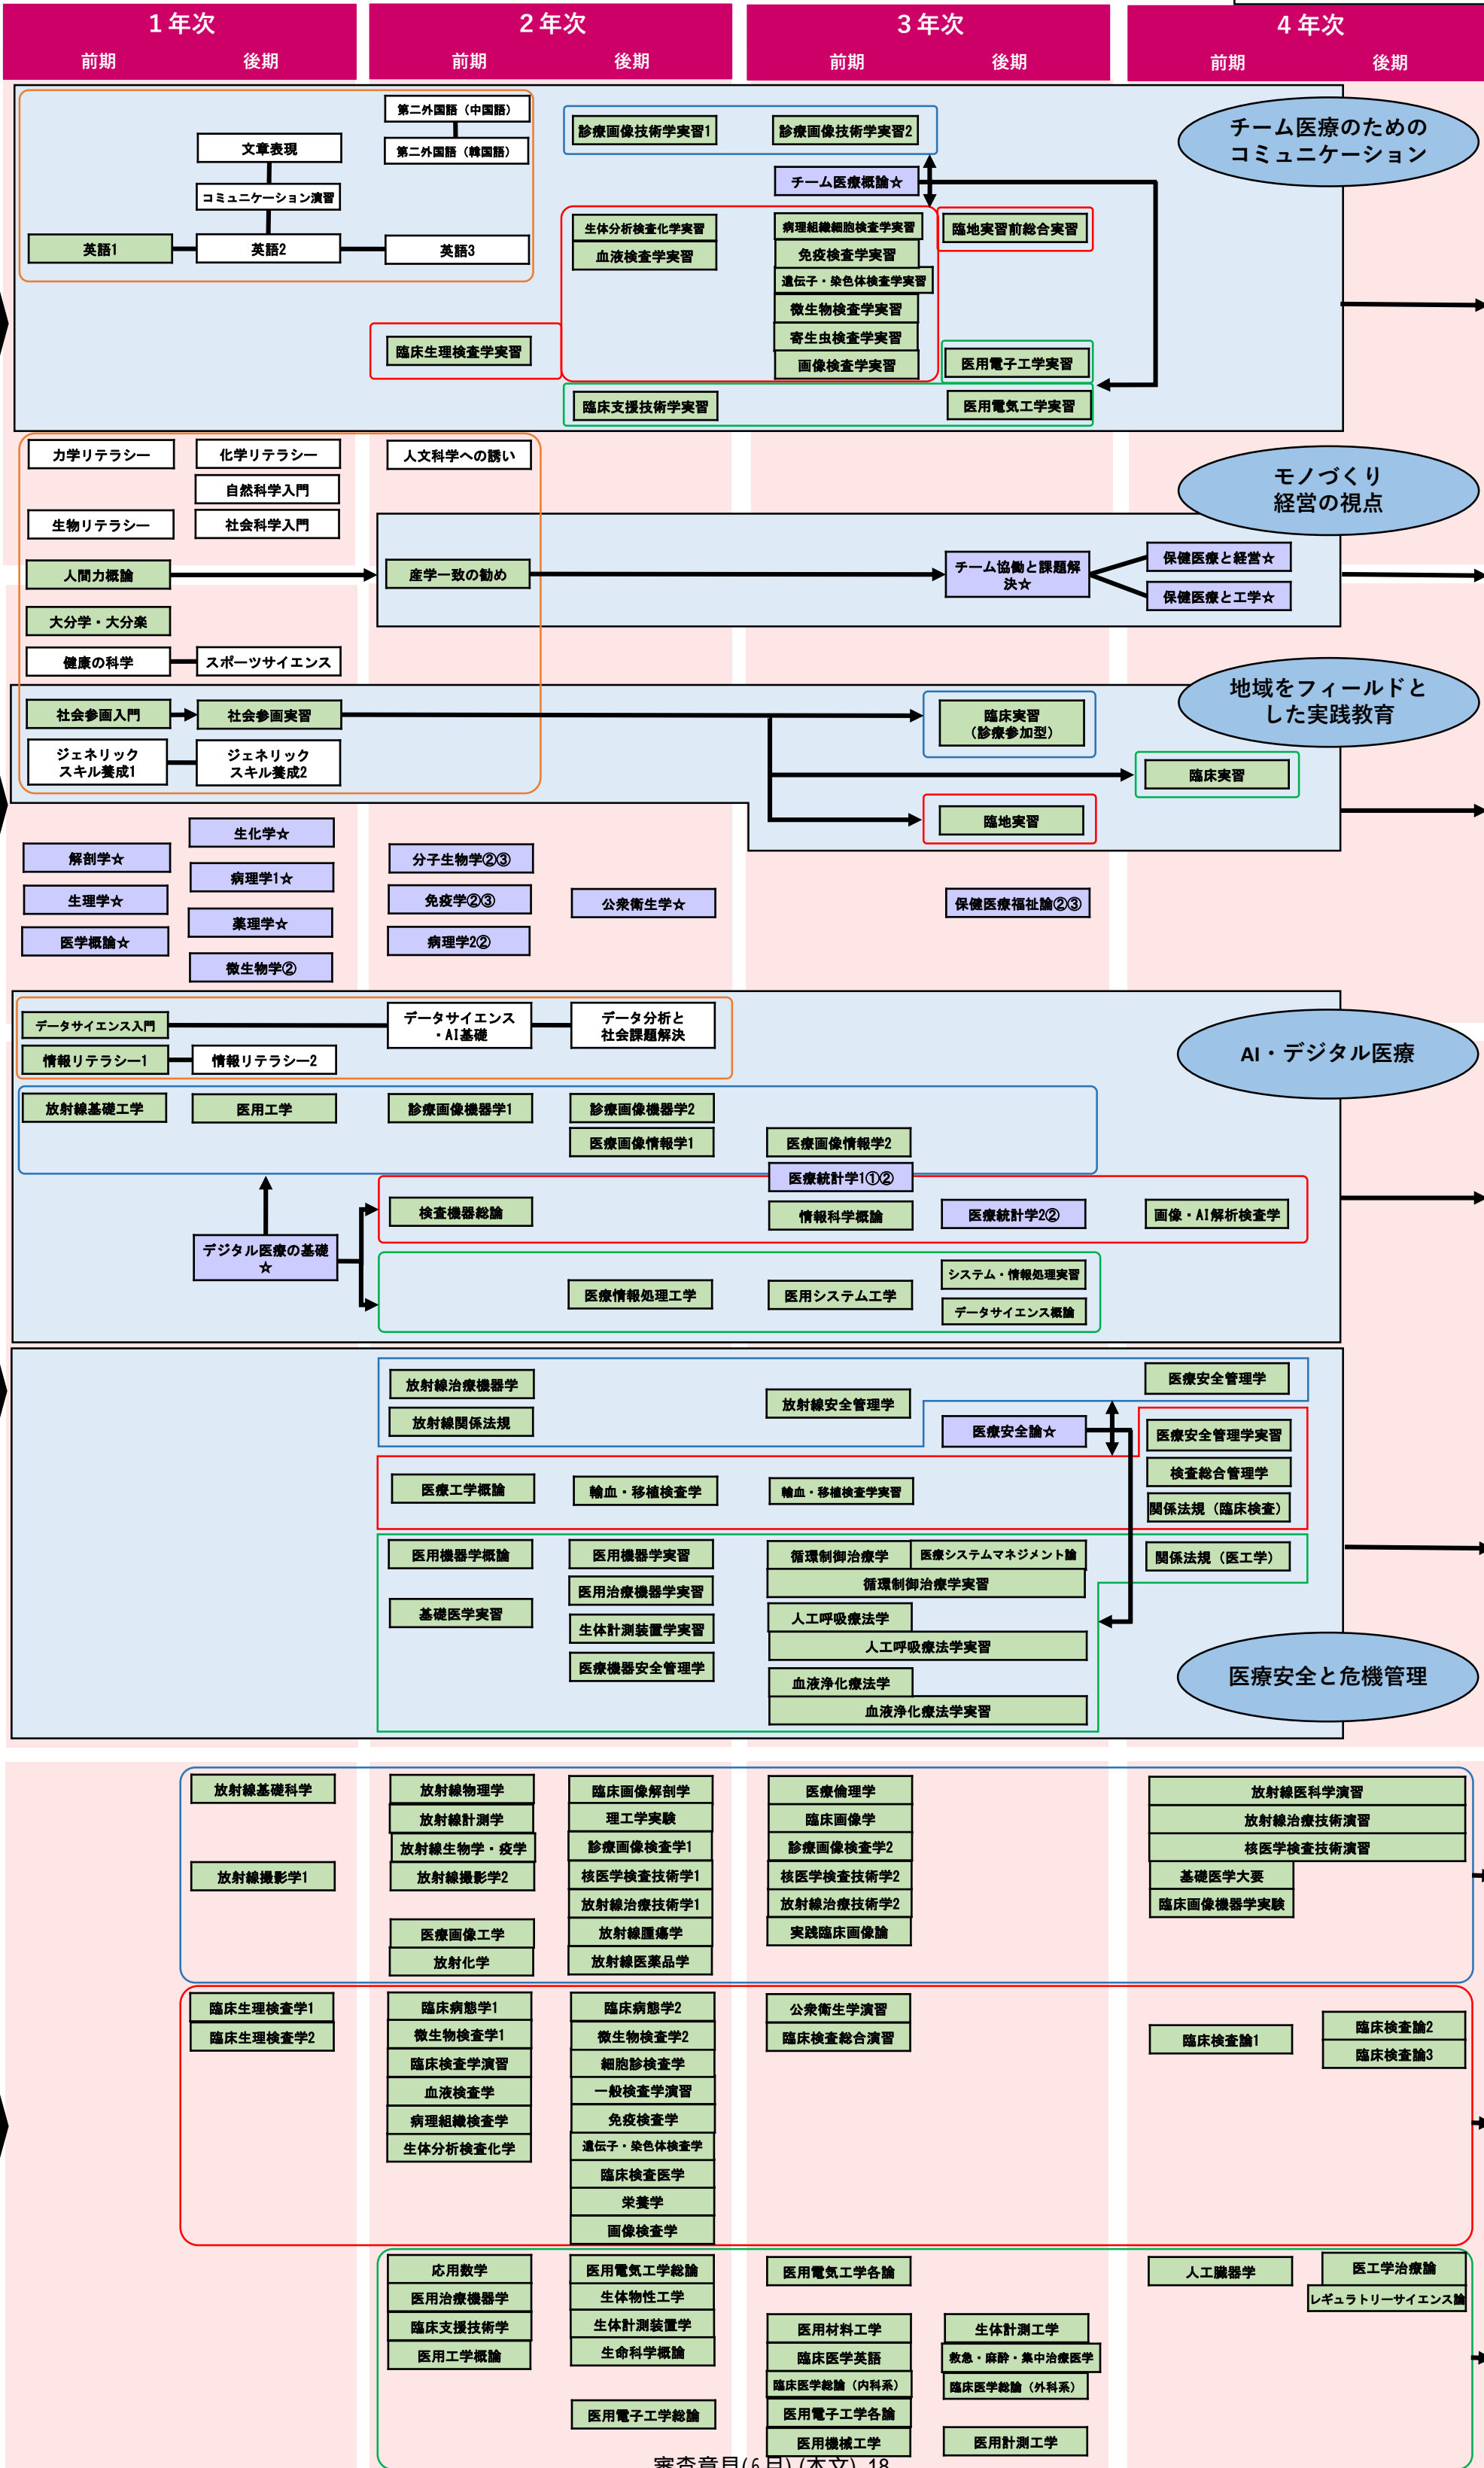 1年次
2年次
3年次
4年次
前期
後期
前期
後期
前期
後期
前期
後期
チーム医療のための
コミュニケーション
第二外国語（中国語）
第二外国語（韓国語）
文章表現
コミュニケーション演習
英語1
英語2
英語3
診療画像技術学実習1
診療画像技術学実習2
チーム医療概論☆
生体分析検査化学実習
血液検査学実習
病理組織細胞検査学実習
免疫検査学実習
遺伝子・染色体検査学実習
微生物検査学実習
寄生虫検査学実習
画像検査学実習
臨地実習前総合実習
臨床生理検査学実習
医用電子工学実習
臨床支援技術学実習
医用電気工学実習
力学リテラシー
化学リテラシー
人文科学への誘い
自然科学入門
生物リテラシー
社会科学入門
モノづくり
経営の視点
人間力概論
産学一致の勧め
チーム協働と課題解
決☆
保健医療と経営☆
保健医療と工学☆
大分学・大分楽
健康の科学
スポーツサイエンス
地域をフィールドと
した実践教育
社会参画入門
社会参画実習
臨床実習
（診療参加型）
ジェネリック
スキル養成1
ジェネリック
スキル養成2
臨床実習
臨地実習
解剖学☆
生理学☆
医学概論☆
生化学☆
病理学1☆
薬理学☆
微生物学②
分子生物学②③
免疫学②③
病理学2②
公衆衛生学☆
保健医療福祉論②③
AI・デジタル医療
データサイエンス入門
データサイエンス
・AI基礎
データ分析と
社会課題解決
情報リテラシー1
情報リテラシー2
放射線基礎工学
医用工学
診療画像機器学1
診療画像機器学2
医療画像情報学1
医療画像情報学2
医療統計学1①②
検査機器総論
情報科学概論
医療統計学2②
画像・AI解析検査学
デジタル医療の基礎
☆
医療情報処理工学
医用システム工学
システム・情報処理実習
データサイエンス概論
放射線治療機器学
放射線関係法規
放射線安全管理学
医療安全管理学
医療安全論☆
医療安全管理学実習
検査総合管理学
関係法規（臨床検査）
医療工学概論
輸血・移植検査学
輸血・移植検査学実習
医用機器学概論
基礎医学実習
医用機器学実習
医用治療機器学実習
生体計測装置学実習
医療機器安全管理学
循環制御治療学
医療システムマネジメント論
循環制御治療学実習
人工呼吸療法学
人工呼吸療法学実習
血液浄化療法学
血液浄化療法学実習
関係法規（医工学）
医療安全と危機管理
放射線基礎科学
放射線撮影学1
放射線物理学
放射線計測学
放射線生物学・疫学
放射線撮影学2
医療画像工学
放射化学
臨床画像解剖学
理工学実験
診療画像検査学1
核医学検査技術学1
放射線治療技術学1
放射線腫瘍学
放射線医薬品学
医療倫理学
臨床画像学
診療画像検査学2
核医学検査技術学2
放射線治療技術学2
実践臨床画像論
放射線医科学演習
放射線治療技術演習
核医学検査技術演習
基礎医学大要
臨床画像機器学実験
臨床生理検査学1
臨床生理検査学2
臨床病態学1
微生物検査学1
臨床検査学演習
血液検査学
病理組織検査学
生体分析検査化学
臨床病態学2
微生物検査学2
細胞診検査学
一般検査学演習
免疫検査学
遺伝子・染色体検査学
臨床検査医学
栄養学
画像検査学
公衆衛生学演習
臨床検査総合演習
臨床検査論1
臨床検査論2
臨床検査論3
応用数学
医用治療機器学
臨床支援技術学
医用工学概論
医用電気工学総論
生体物性工学
生体計測装置学
生命科学概論
医用電子工学総論
医用電気工学各論
医用材料工学
臨床医学英語
臨床医学総論（内科系）
医用電子工学各論
医用機械工学
生体計測工学
救急・麻酔・集中治療医学
臨床医学総論（外科系）
医用計測工学
人工臓器学
医工学治療論
レギュラトリーサイエンス論
審査意見(6月)(本文)-18